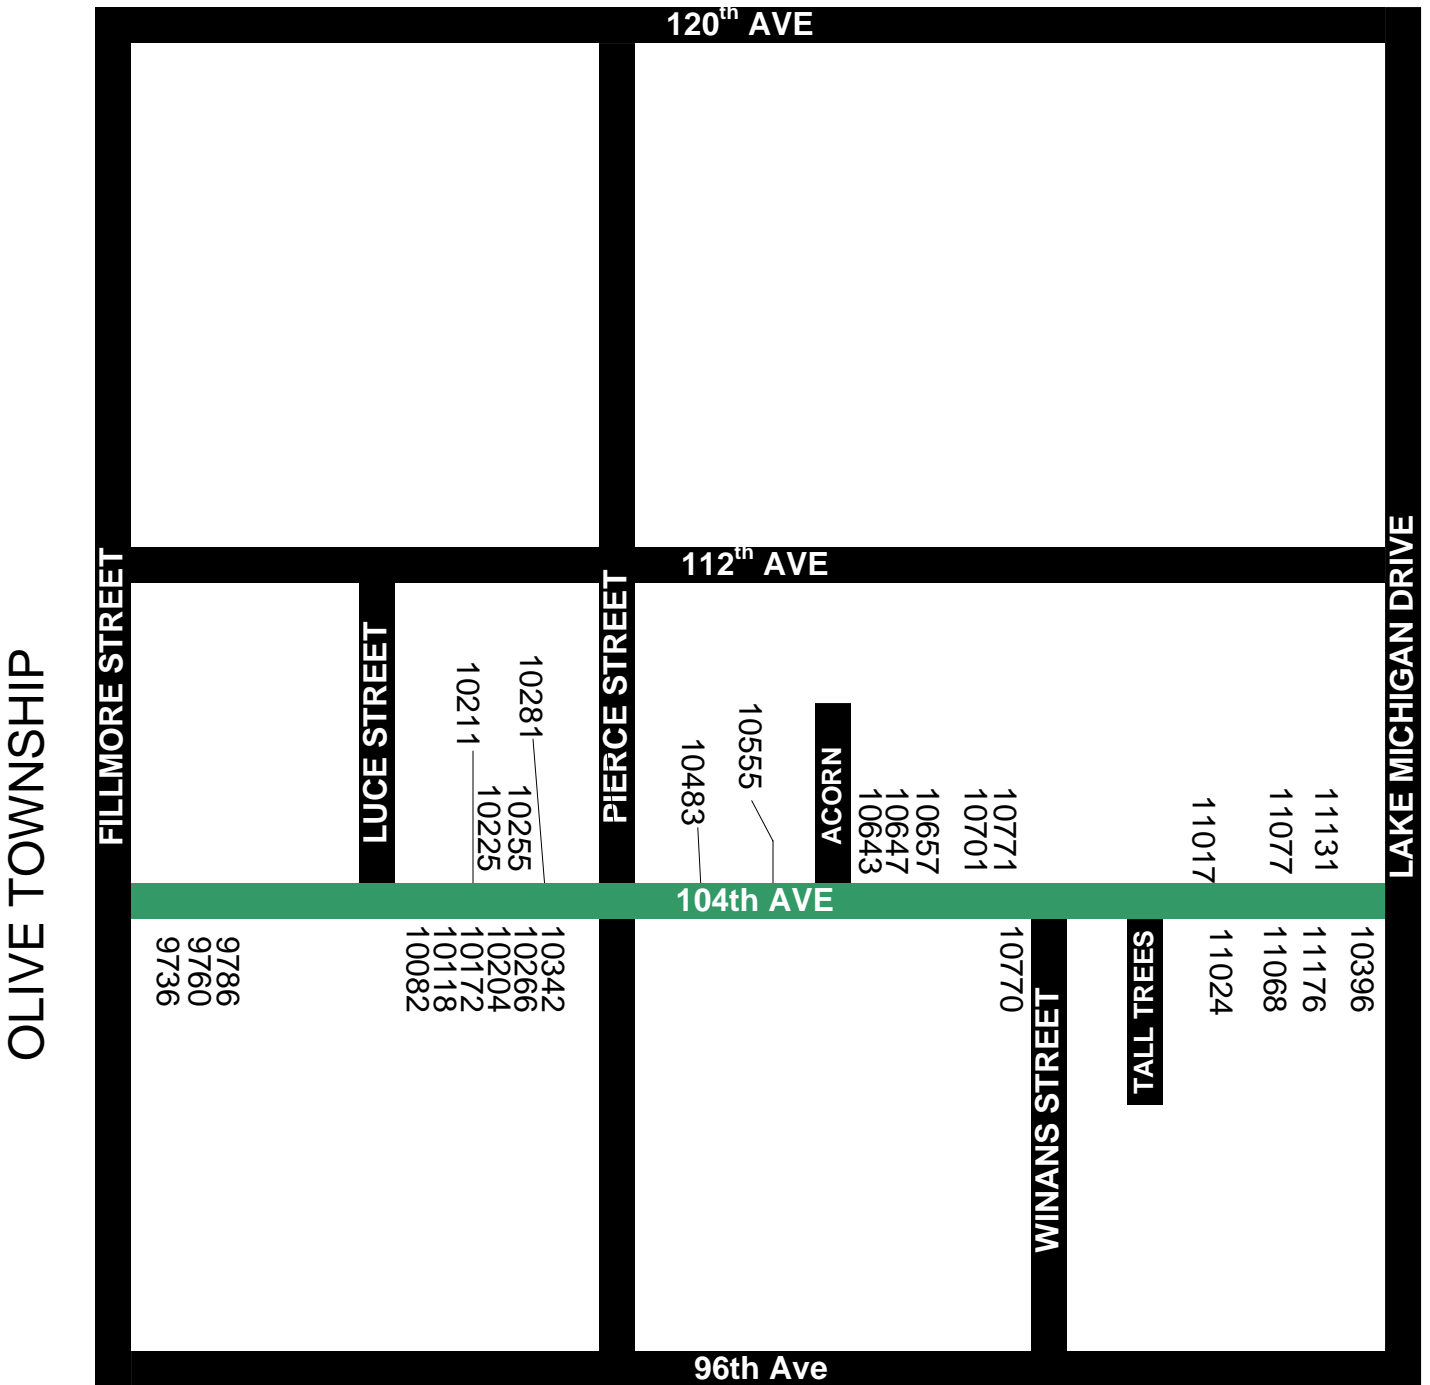 120th AVE
112th AVE
OLIVE TOWNSHIP
FILLMORE STREET
LUCE STREET
PIERCE STREET
LAKE MICHIGAN DRIVE
10211
10281
10225
10255
10483
10555
ACORN
10643
10647
10657
10701
10771
11017
11077
11131
104th AVE
9736
9760
9786
10082
10118
10172
10204
10266
10342
10770
WINANS STREET
TALL TREES
11024
11068
11176
10396
96th Ave